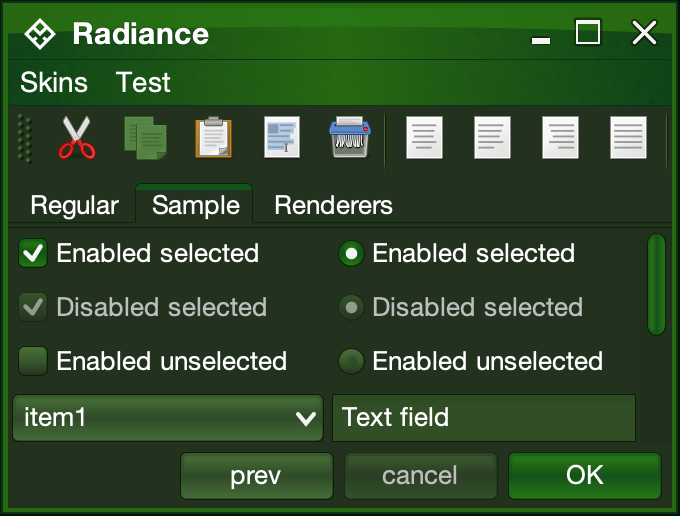 Radiance
Skins Test
Regular Sample Renderers
Enabled selected Enabled selected
Disabled selected Disabled selected
Enabled unselected Enabled unselected
item1 Text field
prev cancel OK